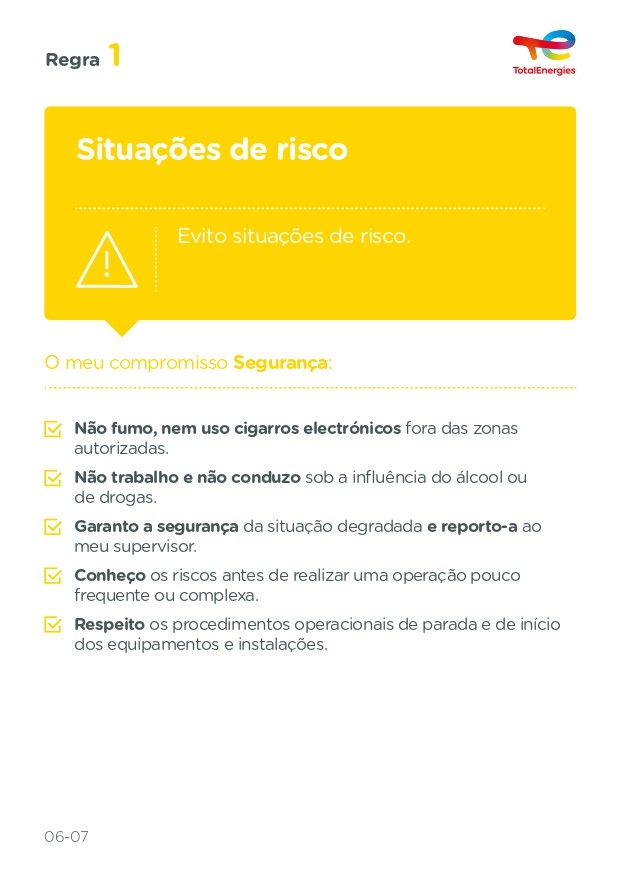 Regra 1
TotalEnergies
Situações de risco
Evito situações de risco.
O meu compromisso Segurança:
Não fumo, nem uso cigarros electrónicos fora das zonas
autorizadas.
Não trabalho e não conduzo sob a influência do álcool ou
de drogas.
Garanto a segurança da situação degradada e reporto-a ao
meu supervisor.
Conheço os riscos antes de realizar uma operação pouco
frequente ou complexa.
Respeito os procedimentos operacionais de parada e de início
dos equipamentos e instalações.
06-07